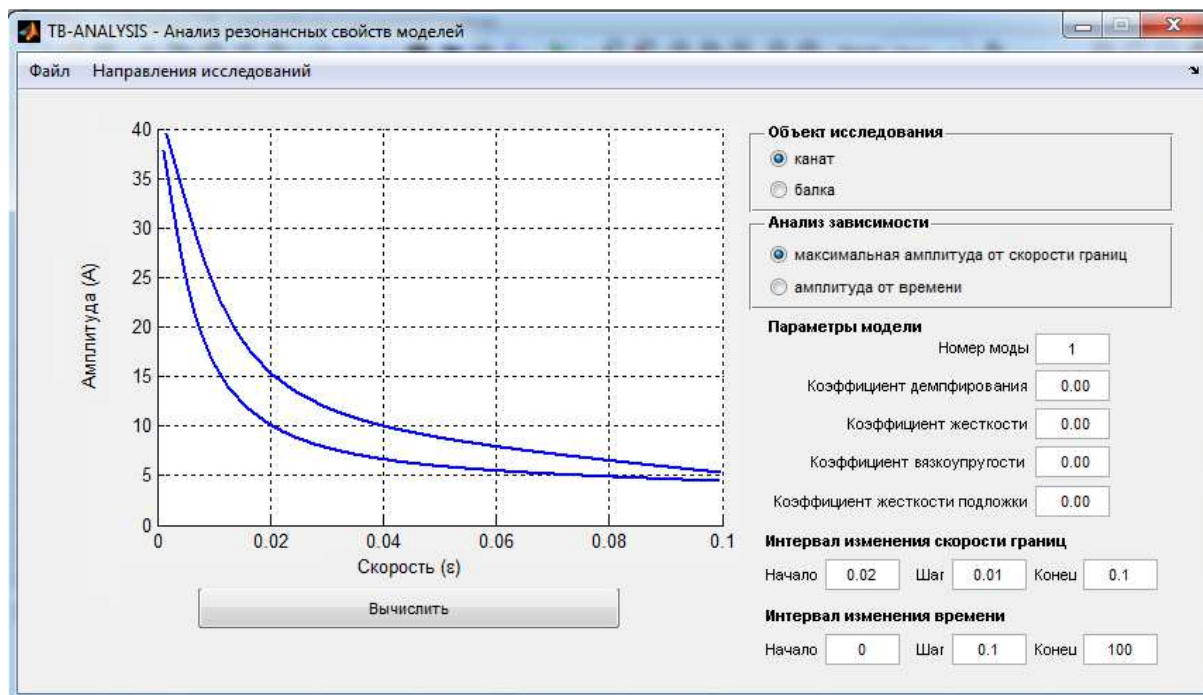 TB-ANALYSIS - Анализ резонансных свойств моделей
Файл Направления исследований
Амплитуда (A)
40
35
30
25
20
15
10
5
0
0 0.02 0.04 0.06 0.08 0.1
Скорость (ε)
Вычислить
Объект исследования
канат
балка
Анализ зависимости
максимальная амплитуда от скорости границ
амплитуда от времени
Параметры модели
Номер моды 1
Коэффициент демпфирования 0.00
Коэффициент жесткости 0.00
Коэффициент вязкоупругости 0.00
Коэффициент жесткости подложки 0.00
Интервал изменения скорости границ
Начало 0.02 Шаг 0.01 Конец 0.1
Интервал изменения времени
Начало 0 Шаг 0.1 Конец 100